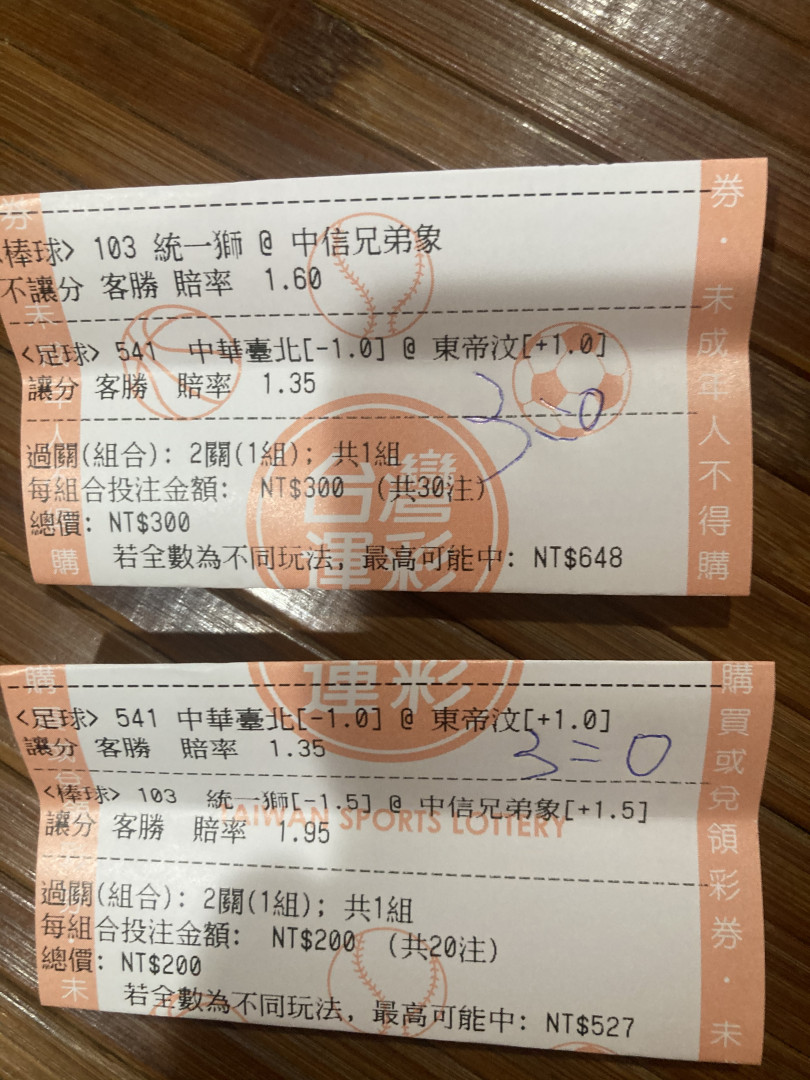 券・未成年人不得購
棒球> 103 統一獅 @ 中信兄弟象
不讓分 客勝 賠率 1.60
<足球> 541 中華臺北[-1.0] @ 東帝汶[+1.0]
讓分 客勝 賠率 1.35
3=0
過關(組合): 2關(1組); 共1組
每組合投注金額: NT$300 (共30注)
總價: NT$300
若全數為不同玩法, 最高可能中: NT$648
台灣
運彩
購
運彩
購買或兌領彩券・未
<足球> 541 中華臺北[-1.0] @ 東帝汶[+1.0]
讓分 客勝 賠率 1.35
3=0
<棒球> 103 統一獅[-1.5] @ 中信兄弟象[+1.5]
讓分 客勝 賠率 1.95
TAIWAN SPORTS LOTTERY
過關(組合): 2關(1組); 共1組
每組合投注金額: NT$200 (共20注)
總價: NT$200
若全數為不同玩法, 最高可能中: NT$527
未